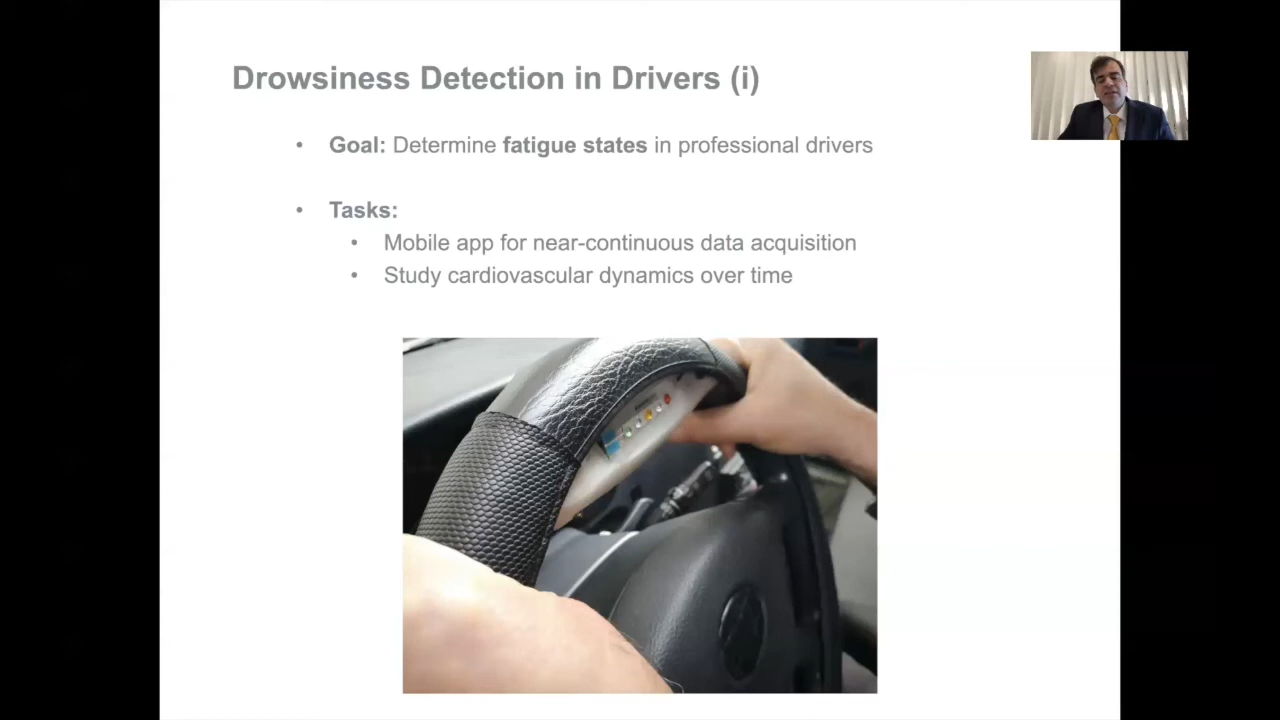 Drowsiness Detection in Drivers (i)
• Goal: Determine fatigue states in professional drivers
• Tasks:
• Mobile app for near-continuous data acquisition
• Study cardiovascular dynamics over time